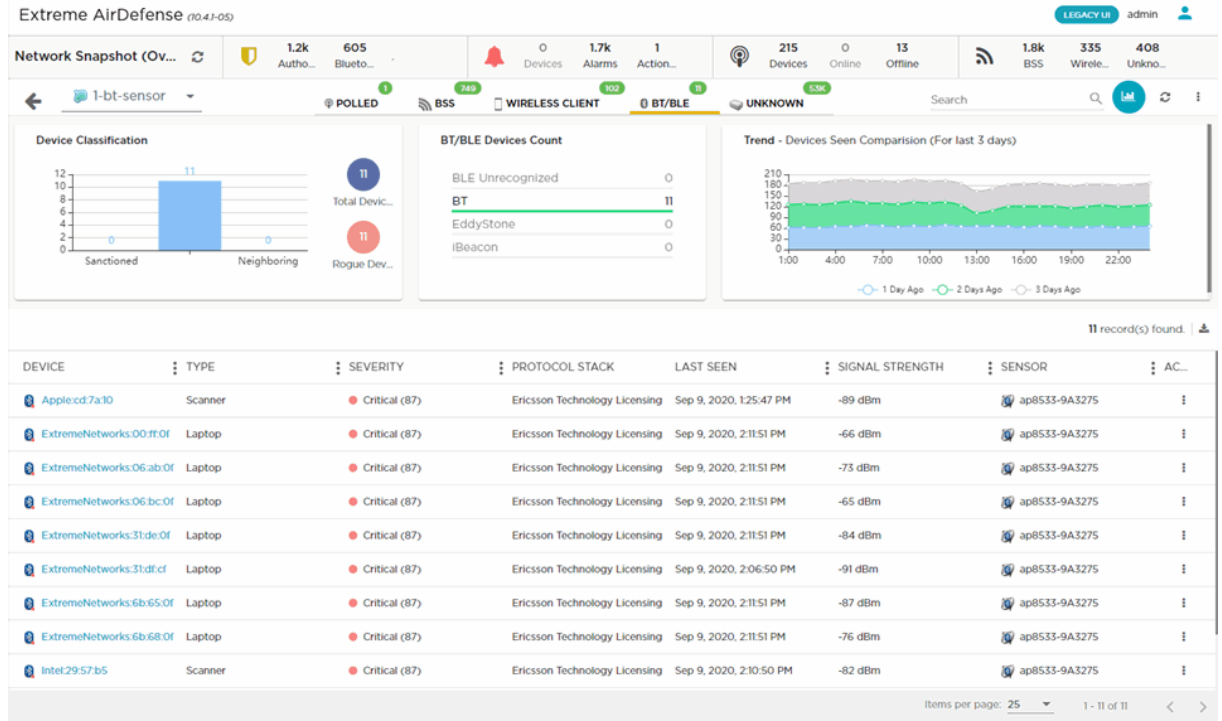 Extreme AirDefense (10.4.1-05)
LEGACY UI admin
Network Snapshot (Ov... 1.2k Autho... 605 Blueto... 0 Devices 1.7k Alarms 1 Action... 215 Devices 0 Online 13 Offline 1.8k BSS 335 Wirele... 408 Unkno...
1-bt-sensor POLLED 1 BSS 749 WIRELESS CLIENT 102 BT/BLE 11 UNKNOWN 53K Search
Device Classification
12
10
8
6
4
2
0
0 11 0
Sanctioned Neighboring
11
Total Devic...
11
Rogue Dev...
BT/BLE Devices Count
BLE Unrecognized 0
BT 11
EddyStone 0
iBeacon 0
Trend - Devices Seen Comparision (For last 3 days)
210
180
150
120
90
60
30
0
1:00 4:00 7:00 10:00 13:00 16:00 19:00 22:00
1 Day Ago 2 Days Ago 3 Days Ago
11 record(s) found.
DEVICE TYPE SEVERITY PROTOCOL STACK LAST SEEN SIGNAL STRENGTH SENSOR AC...
Apple:cd:7a:10 Scanner Critical (87) Ericsson Technology Licensing Sep 9, 2020, 1:25:47 PM -89 dBm ap8533-9A3275
ExtremeNetworks:00:ff:0f Laptop Critical (87) Ericsson Technology Licensing Sep 9, 2020, 2:11:51 PM -66 dBm ap8533-9A3275
ExtremeNetworks:06:ab:0f Laptop Critical (87) Ericsson Technology Licensing Sep 9, 2020, 2:11:51 PM -73 dBm ap8533-9A3275
ExtremeNetworks:06:bc:0f Laptop Critical (87) Ericsson Technology Licensing Sep 9, 2020, 2:11:51 PM -65 dBm ap8533-9A3275
ExtremeNetworks:31:de:0f Laptop Critical (87) Ericsson Technology Licensing Sep 9, 2020, 2:11:51 PM -84 dBm ap8533-9A3275
ExtremeNetworks:31:df:cf Laptop Critical (87) Ericsson Technology Licensing Sep 9, 2020, 2:06:50 PM -91 dBm ap8533-9A3275
ExtremeNetworks:6b:65:0f Laptop Critical (87) Ericsson Technology Licensing Sep 9, 2020, 2:11:51 PM -87 dBm ap8533-9A3275
ExtremeNetworks:6b:68:0f Laptop Critical (87) Ericsson Technology Licensing Sep 9, 2020, 2:11:51 PM -76 dBm ap8533-9A3275
Intel:29:57:b5 Scanner Critical (87) Ericsson Technology Licensing Sep 9, 2020, 2:10:50 PM -82 dBm ap8533-9A3275
Items per page: 25 1 - 11 of 11